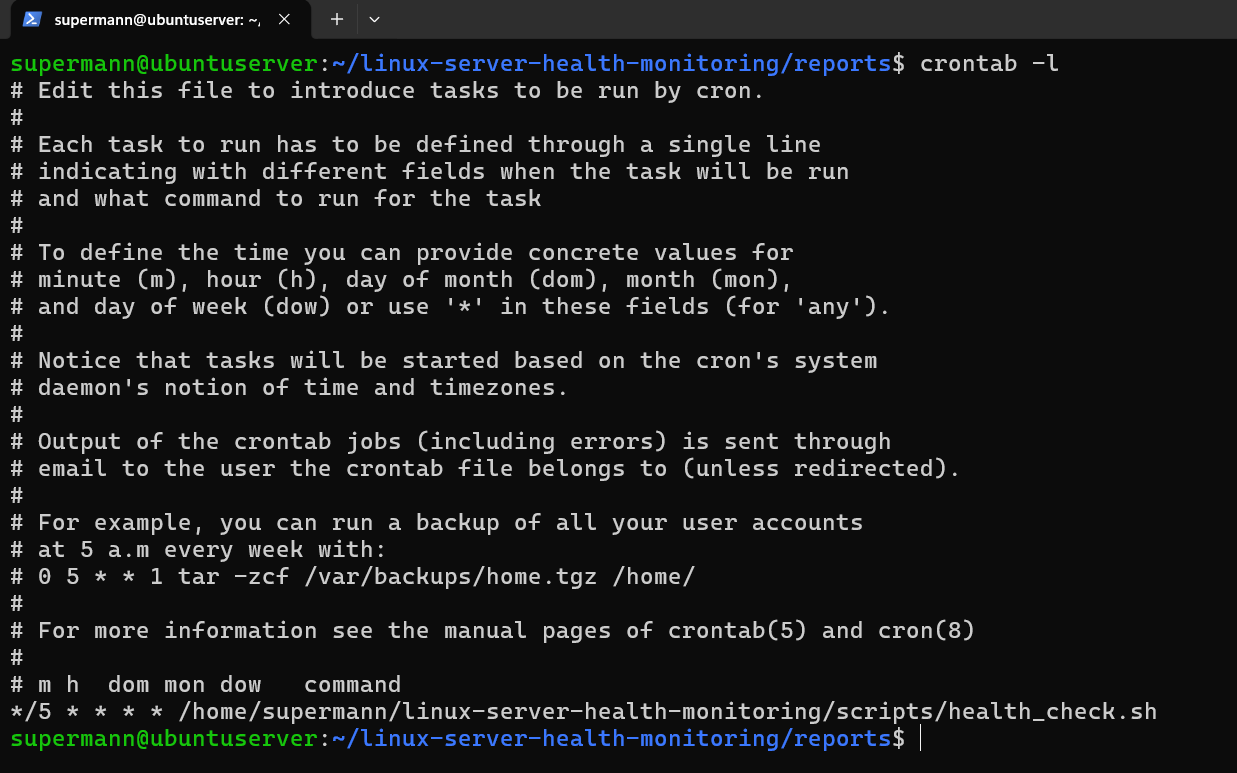 supermann@ubuntuserver: ~,
supermann@ubuntuserver:~/linux-server-health-monitoring/reports$ crontab -l
# Edit this file to introduce tasks to be run by cron.
#
# Each task to run has to be defined through a single line
# indicating with different fields when the task will be run
# and what command to run for the task
#
# To define the time you can provide concrete values for
# minute (m), hour (h), day of month (dom), month (mon),
# and day of week (dow) or use '*' in these fields (for 'any').
#
# Notice that tasks will be started based on the cron's system
# daemon's notion of time and timezones.
#
# Output of the crontab jobs (including errors) is sent through
# email to the user the crontab file belongs to (unless redirected).
#
# For example, you can run a backup of all your user accounts
# at 5 a.m every week with:
# 0 5 * * 1 tar -zcf /var/backups/home.tgz /home/
#
# For more information see the manual pages of crontab(5) and cron(8)
#
# m h  dom mon dow   command
*/5 * * * * /home/supermann/linux-server-health-monitoring/scripts/health_check.sh
supermann@ubuntuserver:~/linux-server-health-monitoring/reports$